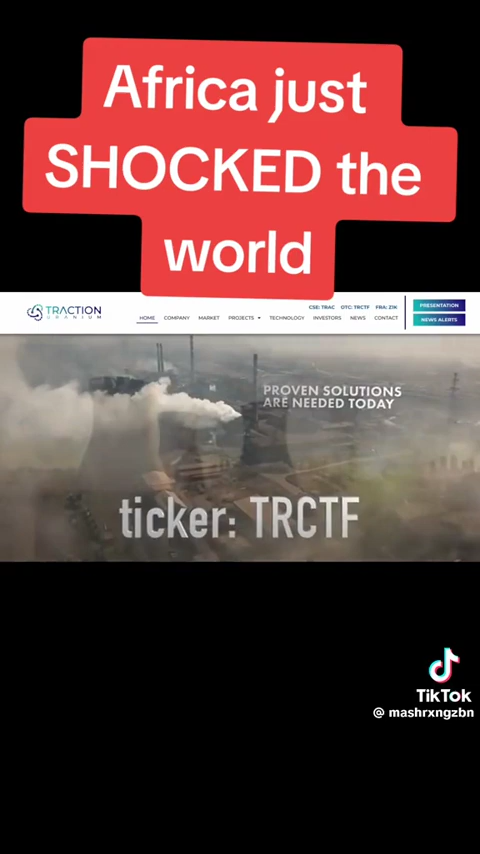 Africa just
SHOCKED the
world
TRACTION
URANIUM
CSE: TRAC OTC: TRCTF FRA: Z1K
HOME COMPANY MARKET PROJECTS TECHNOLOGY INVESTORS NEWS CONTACT
PRESENTATION
NEWS ALERTS
PROVEN SOLUTIONS
ARE NEEDED TODAY
ticker: TRCTF
TikTok
@ mashrxngzbn